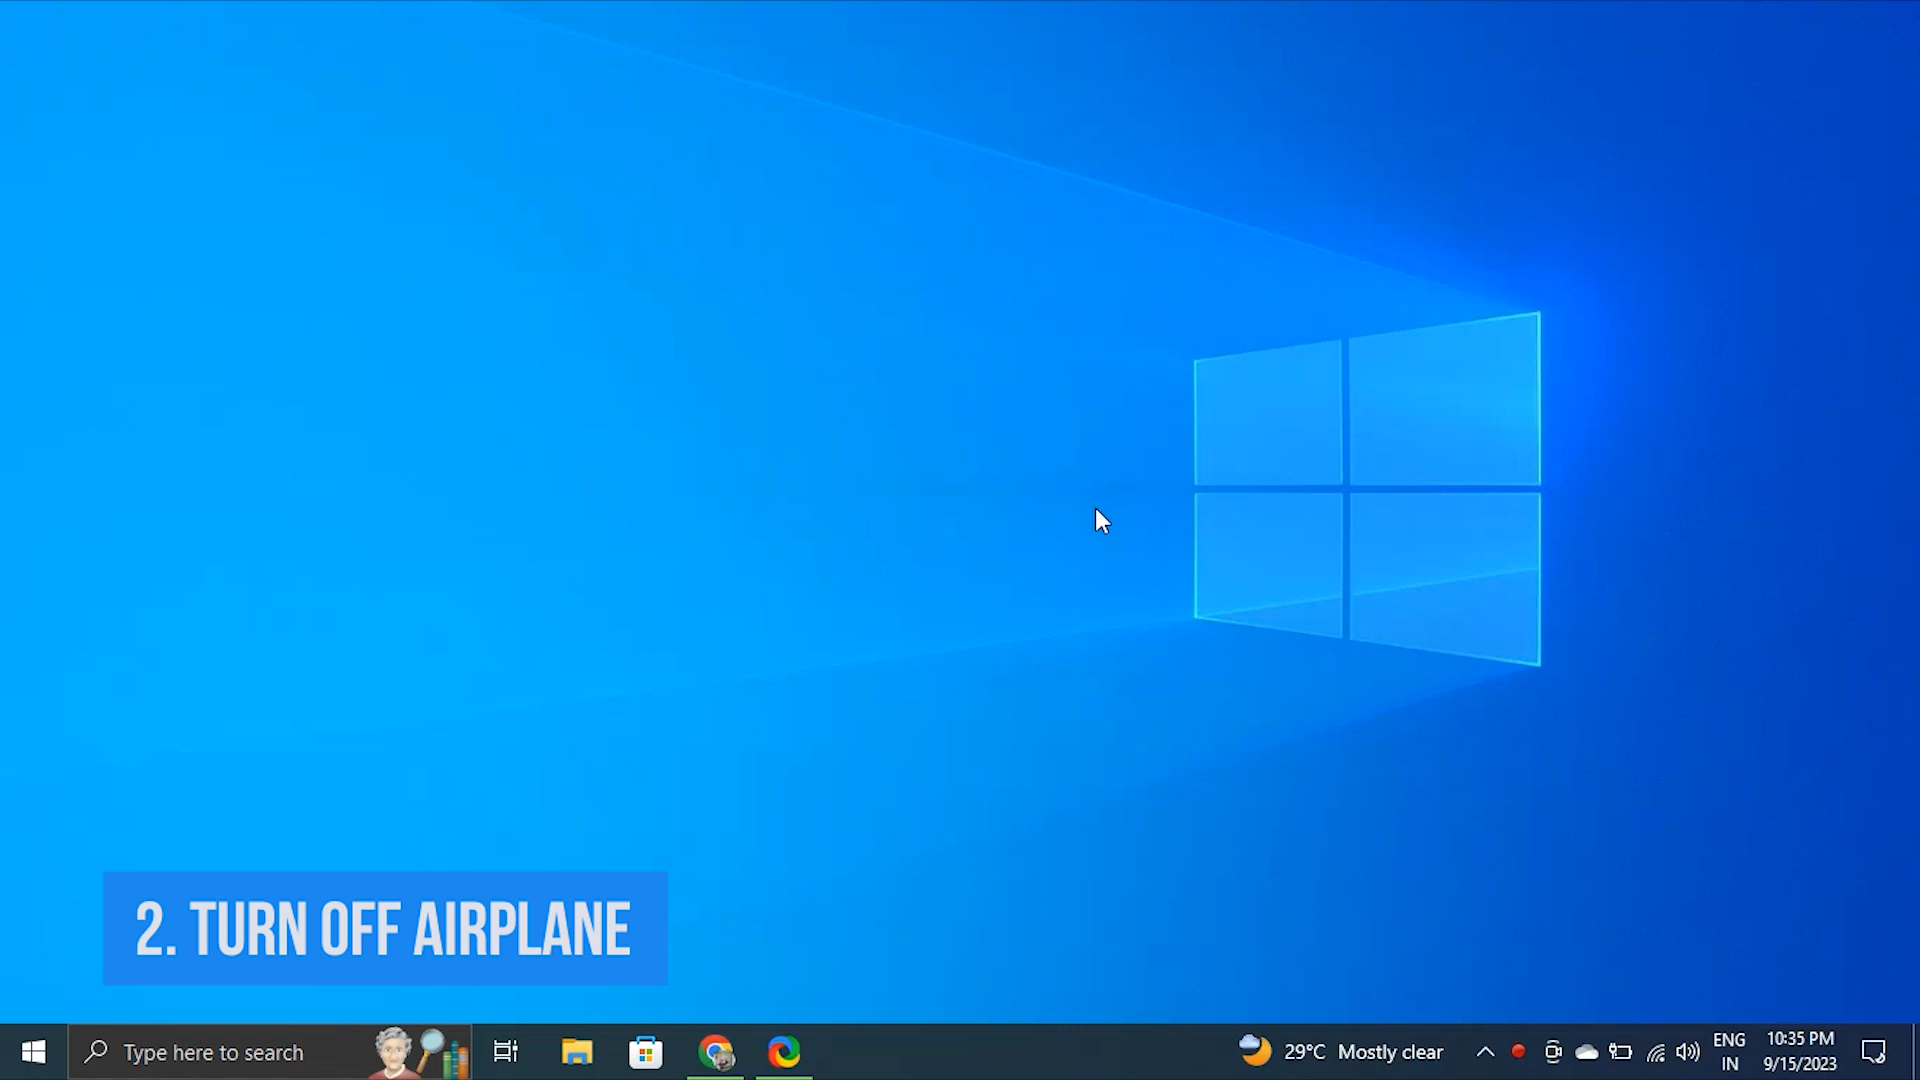 2. TURN OFF AIRPLANE
Type here to search
29°C Mostly clear
ENG
IN
10:35 PM
9/15/2023